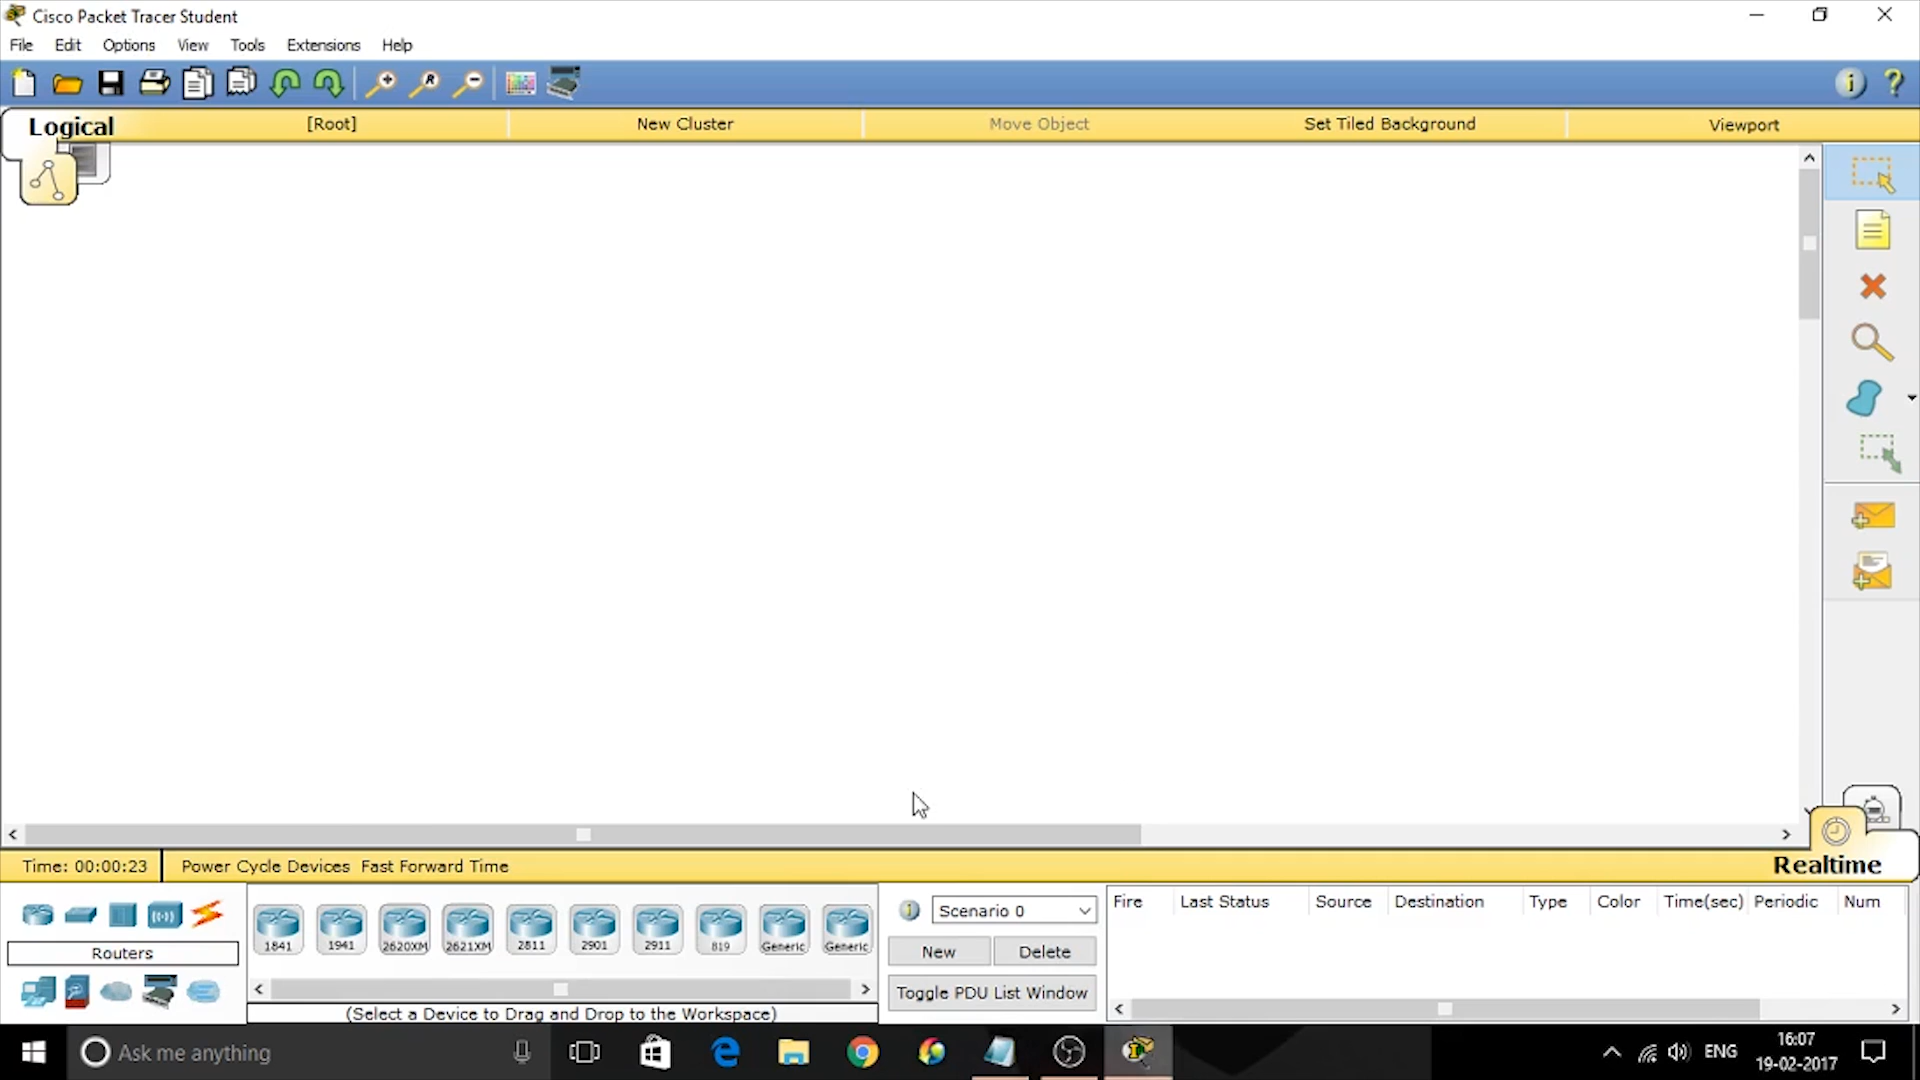 Cisco Packet Tracer Student
File Edit Options View Tools Extensions Help
R
i ?
Logical [Root] New Cluster Move Object Set Tiled Background Viewport
Time: 00:00:23 Power Cycle Devices Fast Forward Time Realtime
Routers
1841 1941 2620XM 2621XM 2811 2901 2911 819 Generic Generic
(Select a Device to Drag and Drop to the Workspace)
i Scenario 0
New Delete
Toggle PDU List Window
Fire Last Status Source Destination Type Color Time(sec) Periodic Num
Ask me anything
ENG
16:07
19-02-2017